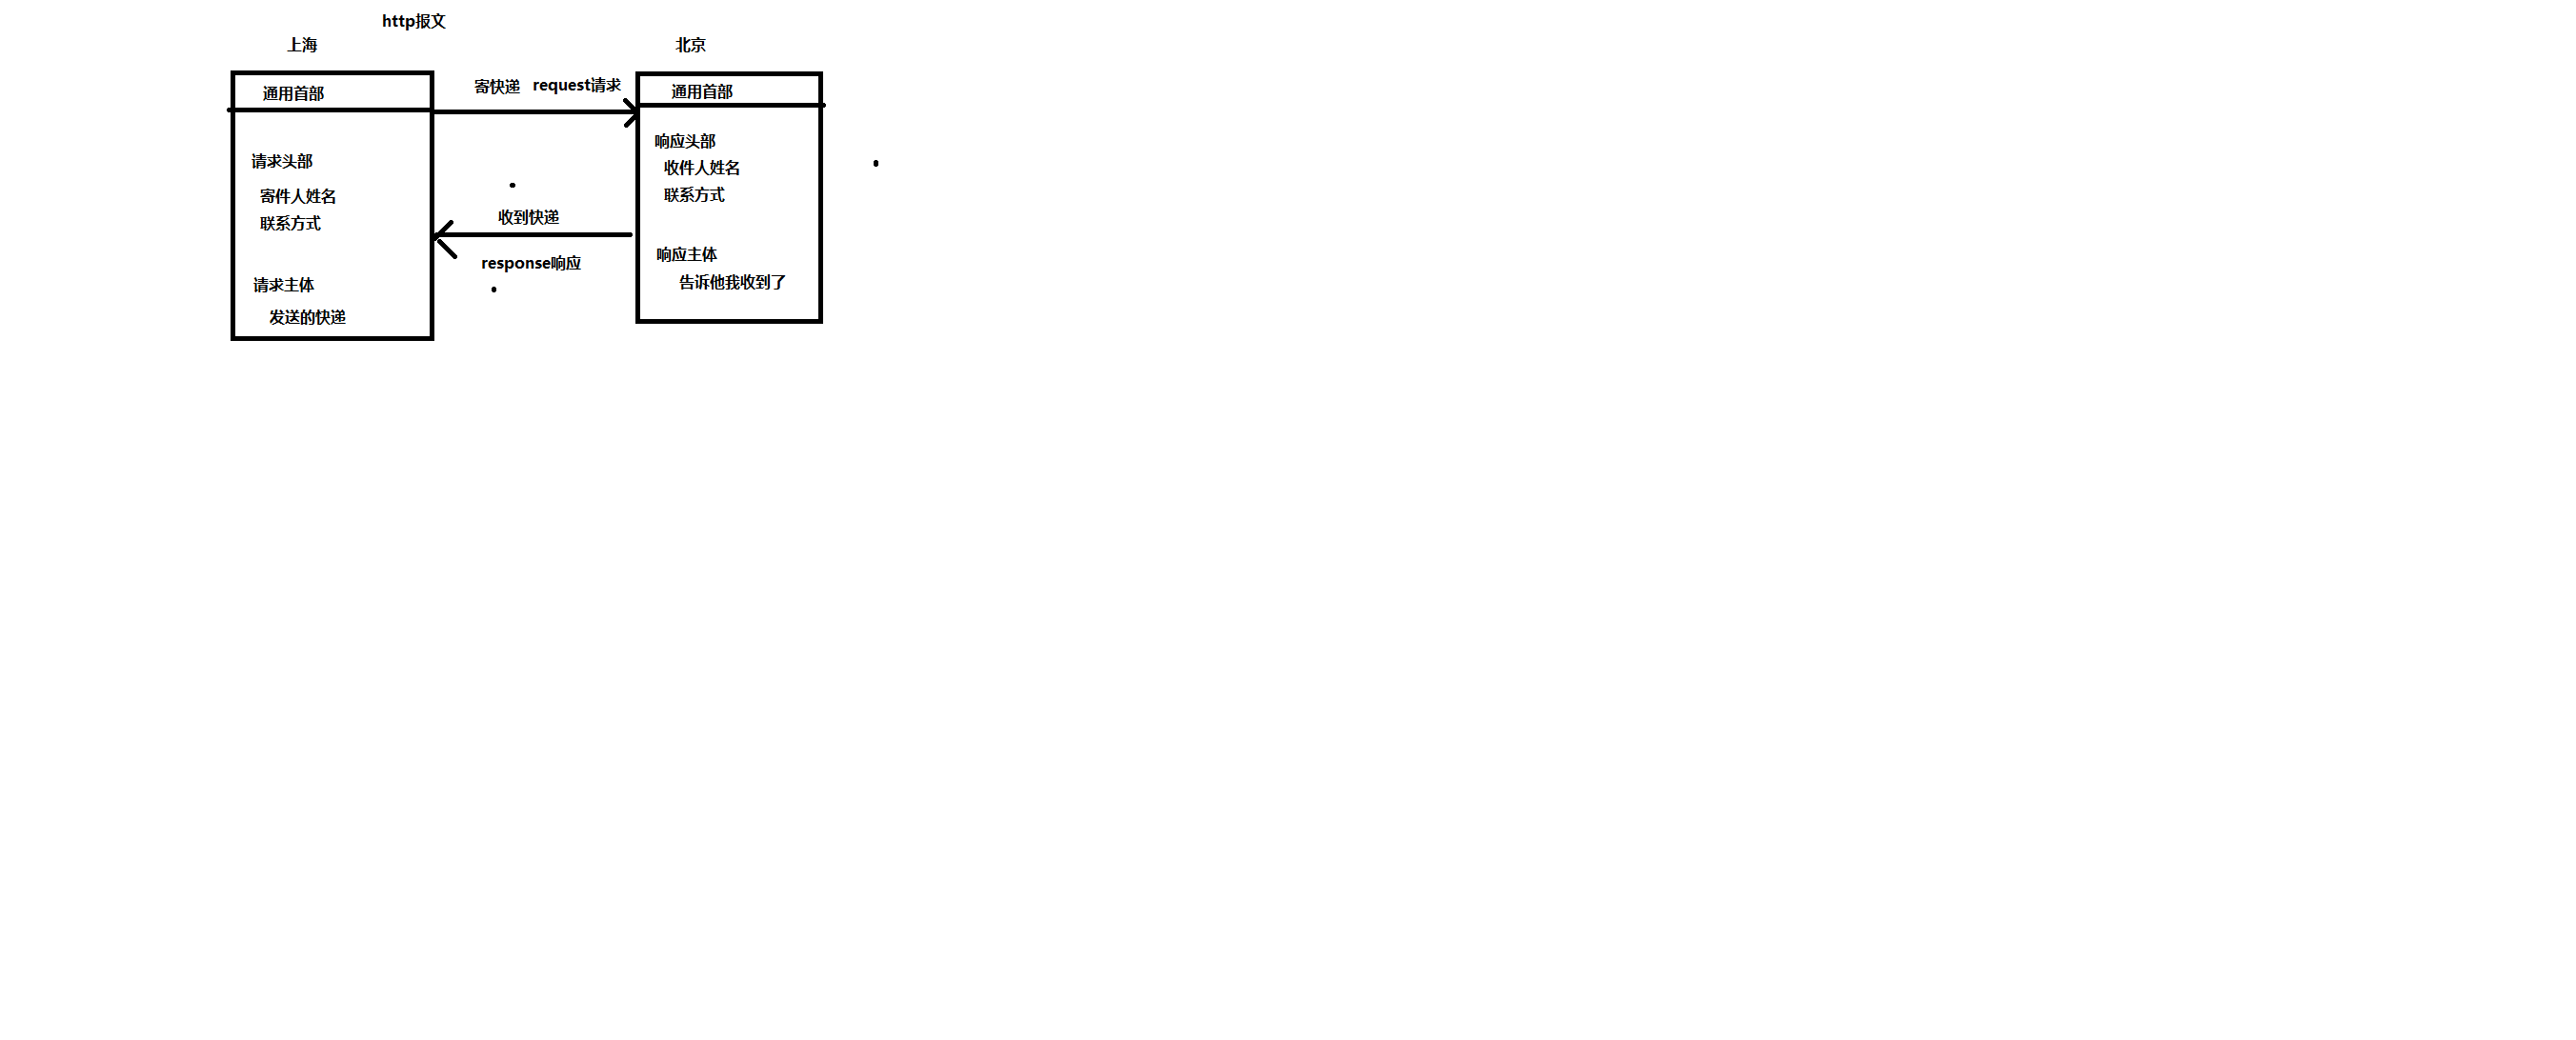 http报文
上海
北京
通用首部
请求头部
寄件人姓名
联系方式
请求主体
发送的快递
寄快递 request请求
收到快递
response响应
通用首部
响应头部
收件人姓名
联系方式
响应主体
告诉他我收到了